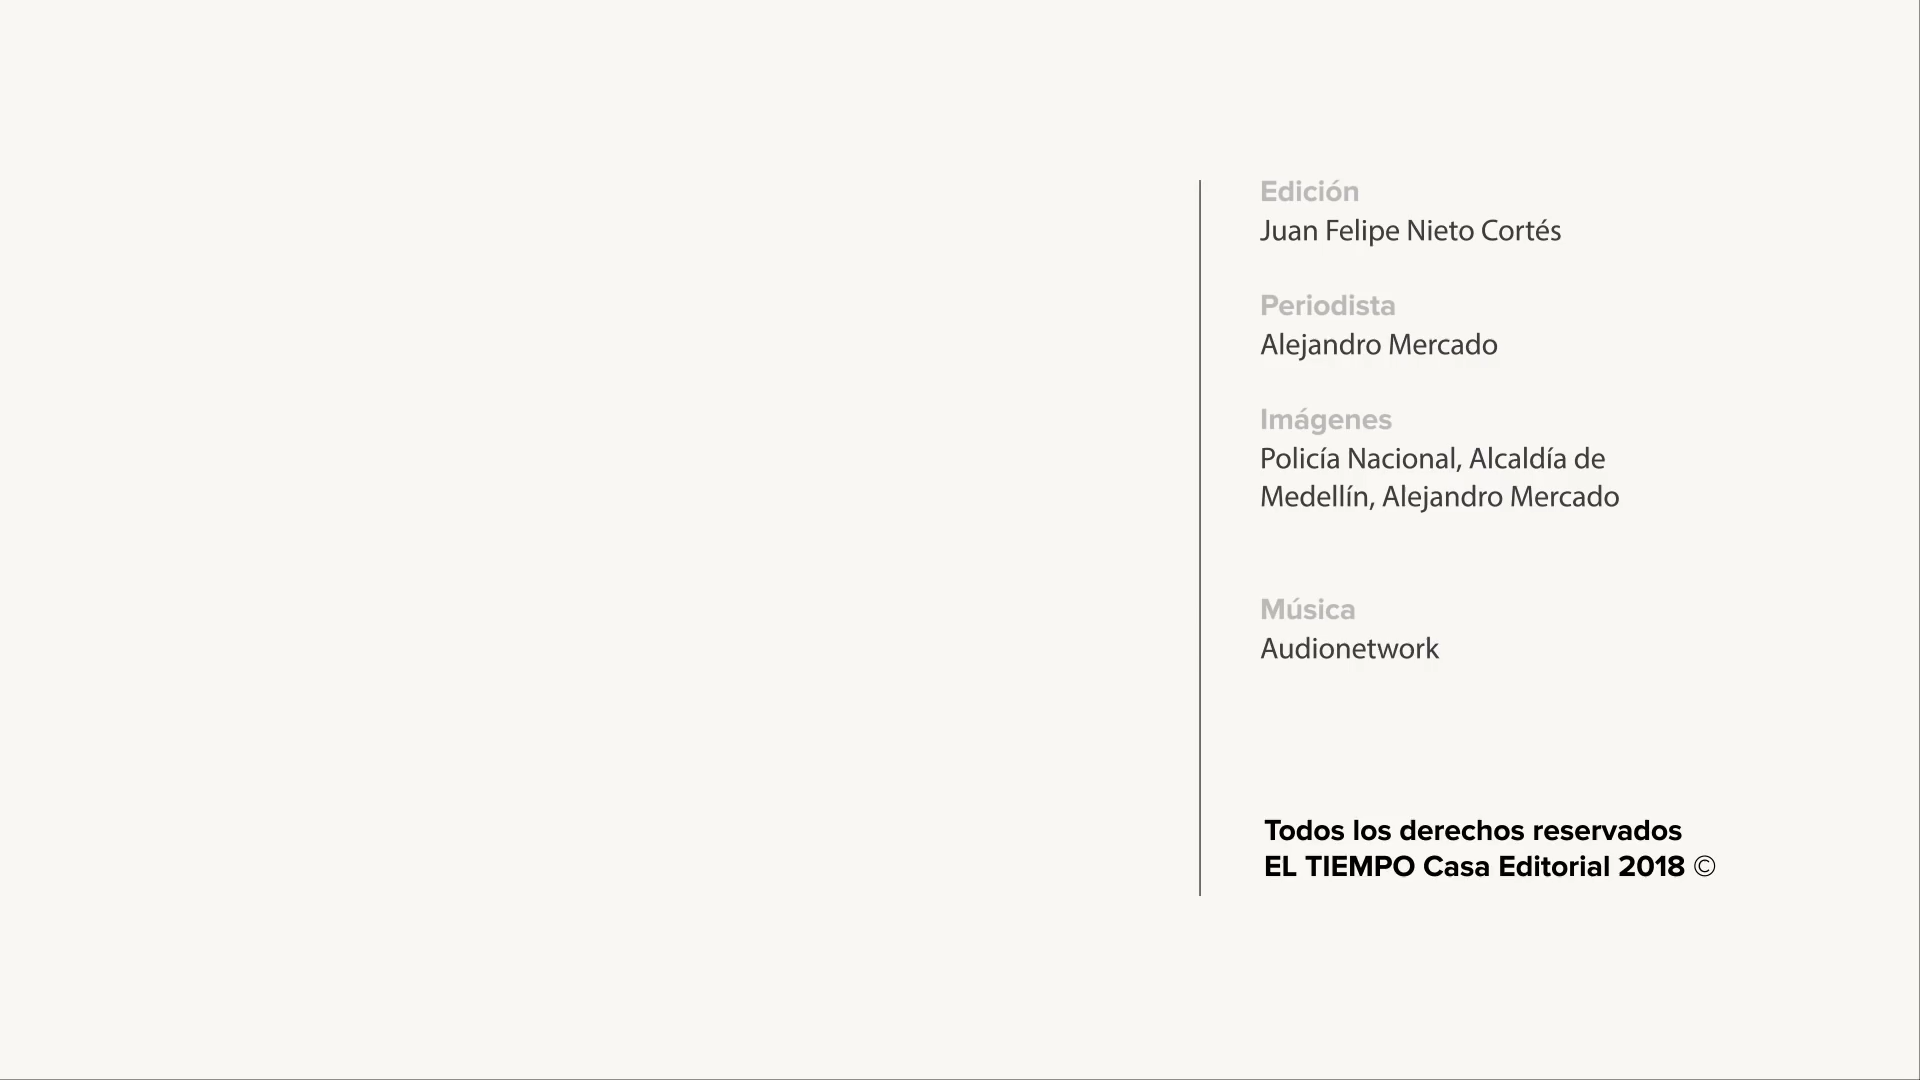 Edición
Juan Felipe Nieto Cortés
Periodista
Alejandro Mercado
Imágenes
Policía Nacional, Alcaldía de
Medellín, Alejandro Mercado
Música
Audionetwork
Todos los derechos reservados
EL TIEMPO Casa Editorial 2018 ©